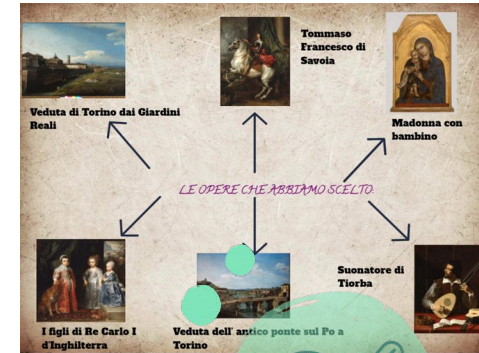 Tommaso
Francesco di
Savoia
Veduta di Torino dai Giardini
Reali
Madonna con
bambino
LE OPERE CHE ABBIAMO SCELTO.
Suonatore di
Tiorba
I figli di Re Carlo I
d'Inghilterra
Veduta dell' antico ponte sul Po a
Torino